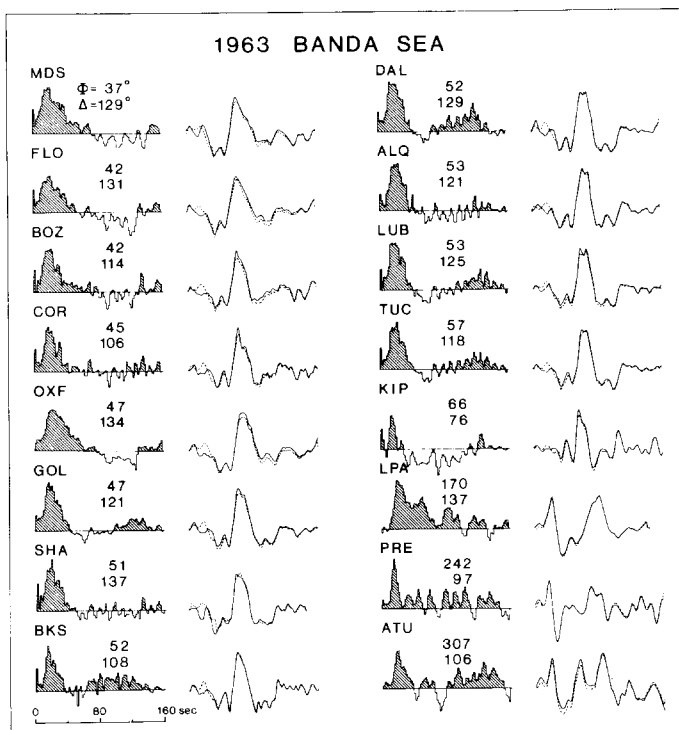 1963 BANDA SEA
MDS
Φ= 37°
Δ=129°
FLO
42
131
BOZ
42
114
COR
45
106
OXF
47
134
GOL
47
121
SHA
51
137
BKS
52
108
0 80 160 sec
DAL
52
129
ALQ
53
121
LUB
53
125
TUC
57
118
KIP
66
76
LPA
170
137
PRE
242
97
ATU
307
106